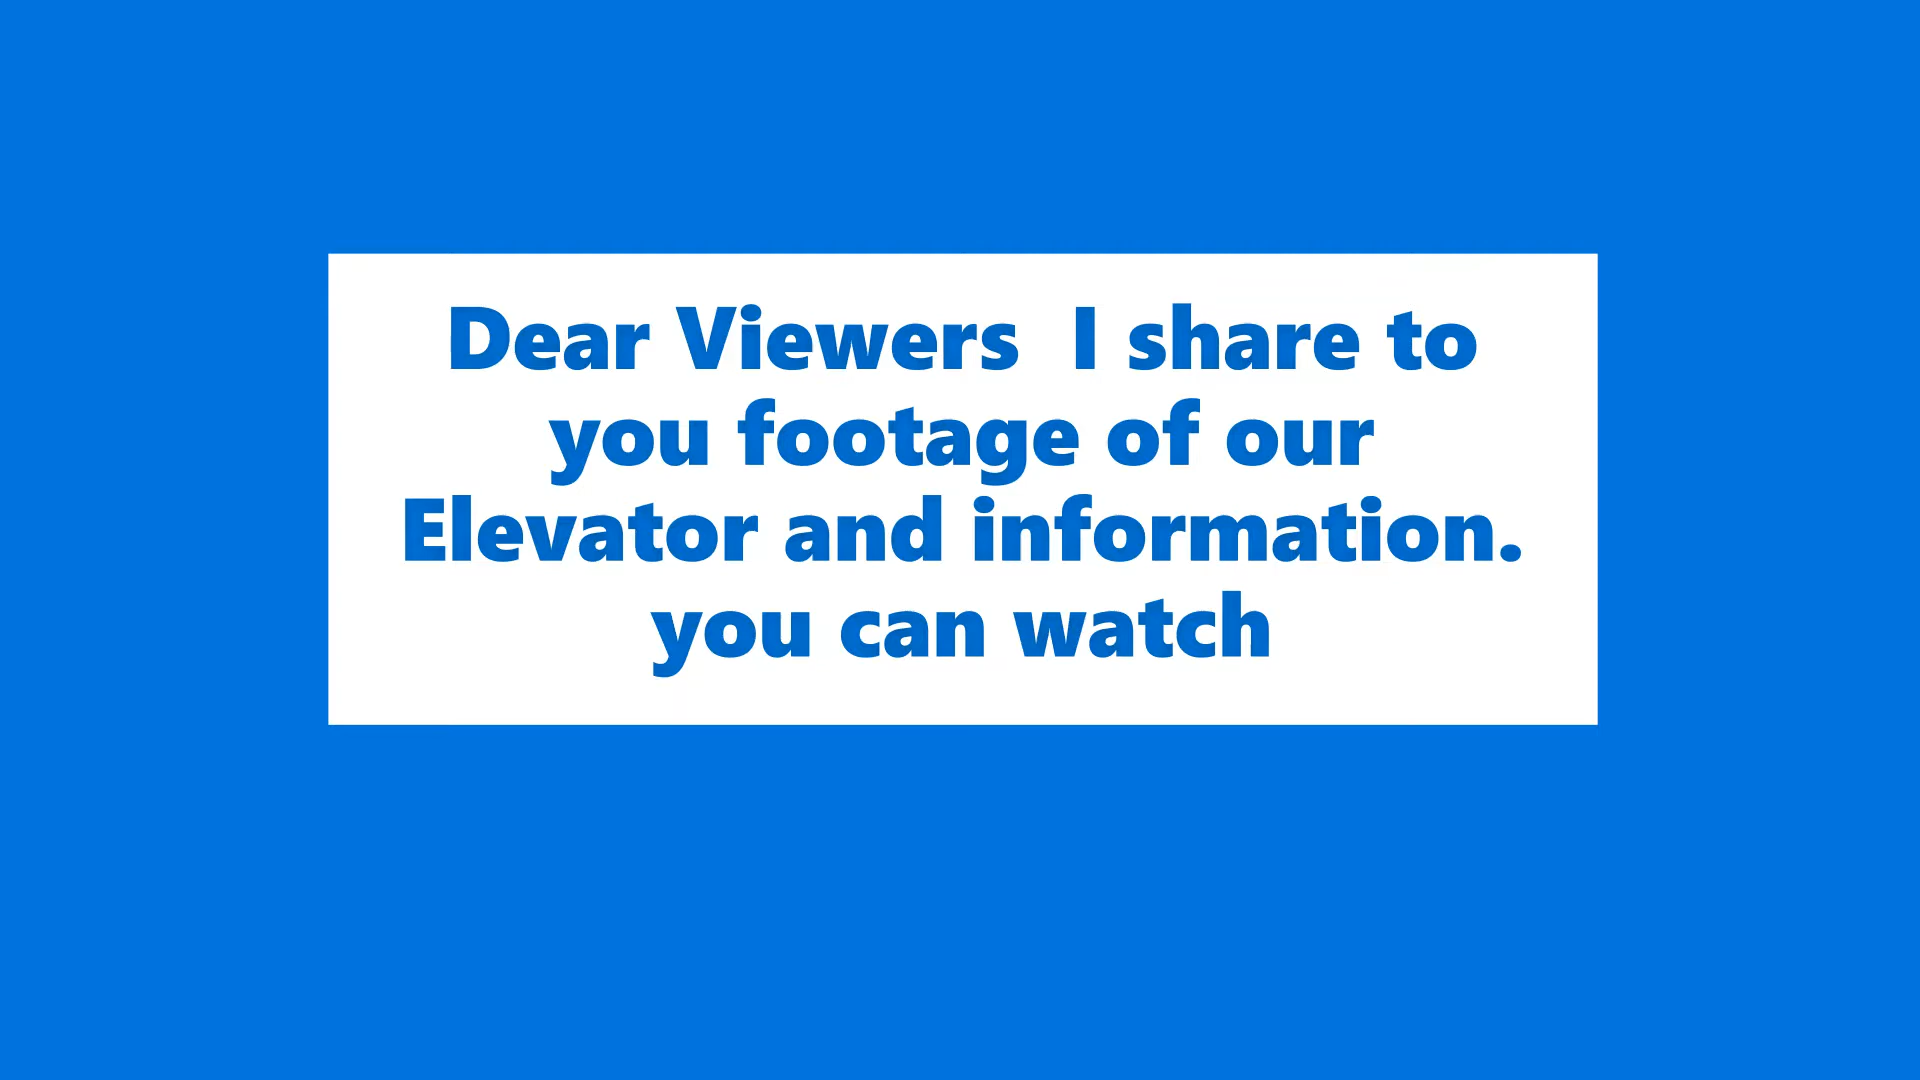 Dear Viewers  I share to
you footage of our
Elevator and information.
you can watch